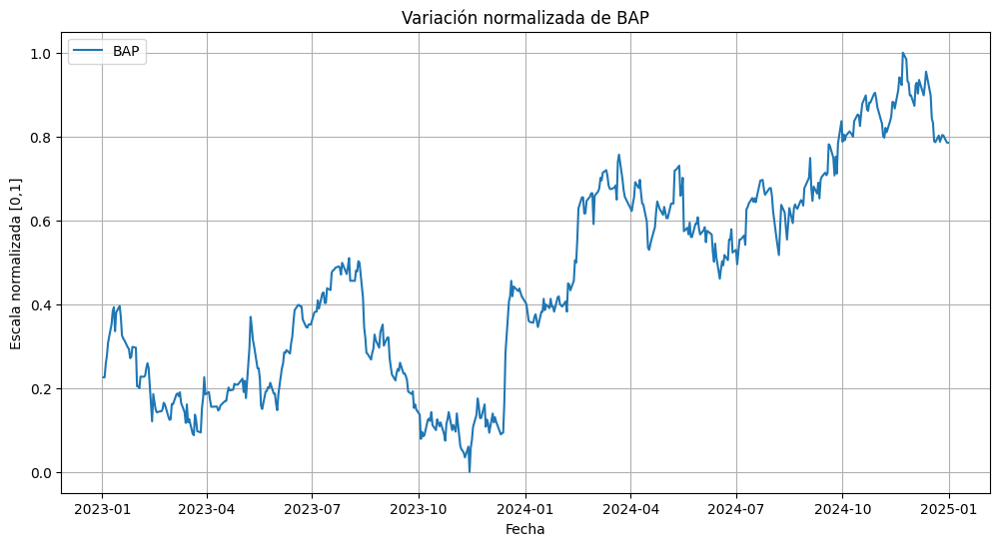 Variación normalizada de BAP
BAP
Escala normalizada [0,1]
1.0
0.8
0.6
0.4
0.2
0.0
2023-01 2023-04 2023-07 2023-10 2024-01 2024-04 2024-07 2024-10 2025-01
Fecha